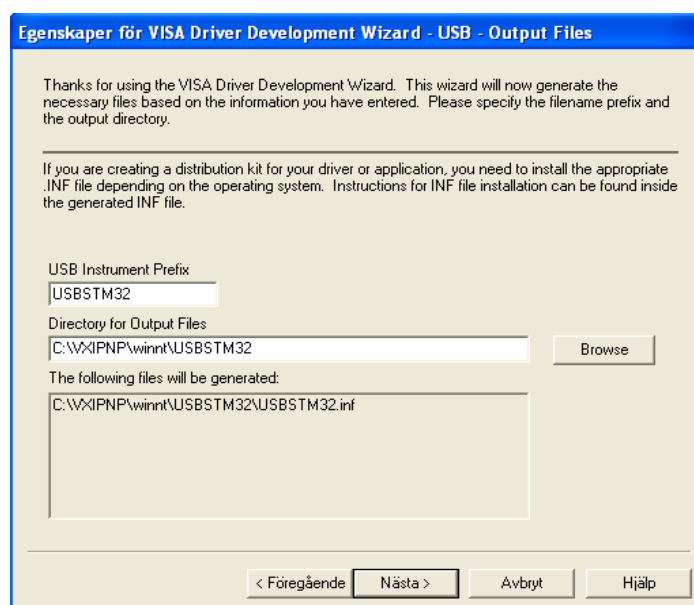 Egenskaper för VISA Driver Development Wizard - USB - Output Files
Thanks for using the VISA Driver Development Wizard. This wizard will now generate the
necessary files based on the information you have entered. Please specify the filename prefix and
the output directory.
If you are creating a distribution kit for your driver or application, you need to install the appropriate
.INF file depending on the operating system. Instructions for INF file installation can be found inside
the generated INF file.
USB Instrument Prefix
USBSTM32
Directory for Output Files
C:\VXIPNP\winnt\USBSTM32
Browse
The following files will be generated:
C:\VXIPNP\winnt\USBSTM32\USBSTM32.inf
< Föregående Nästa > Avbryt Hjälp